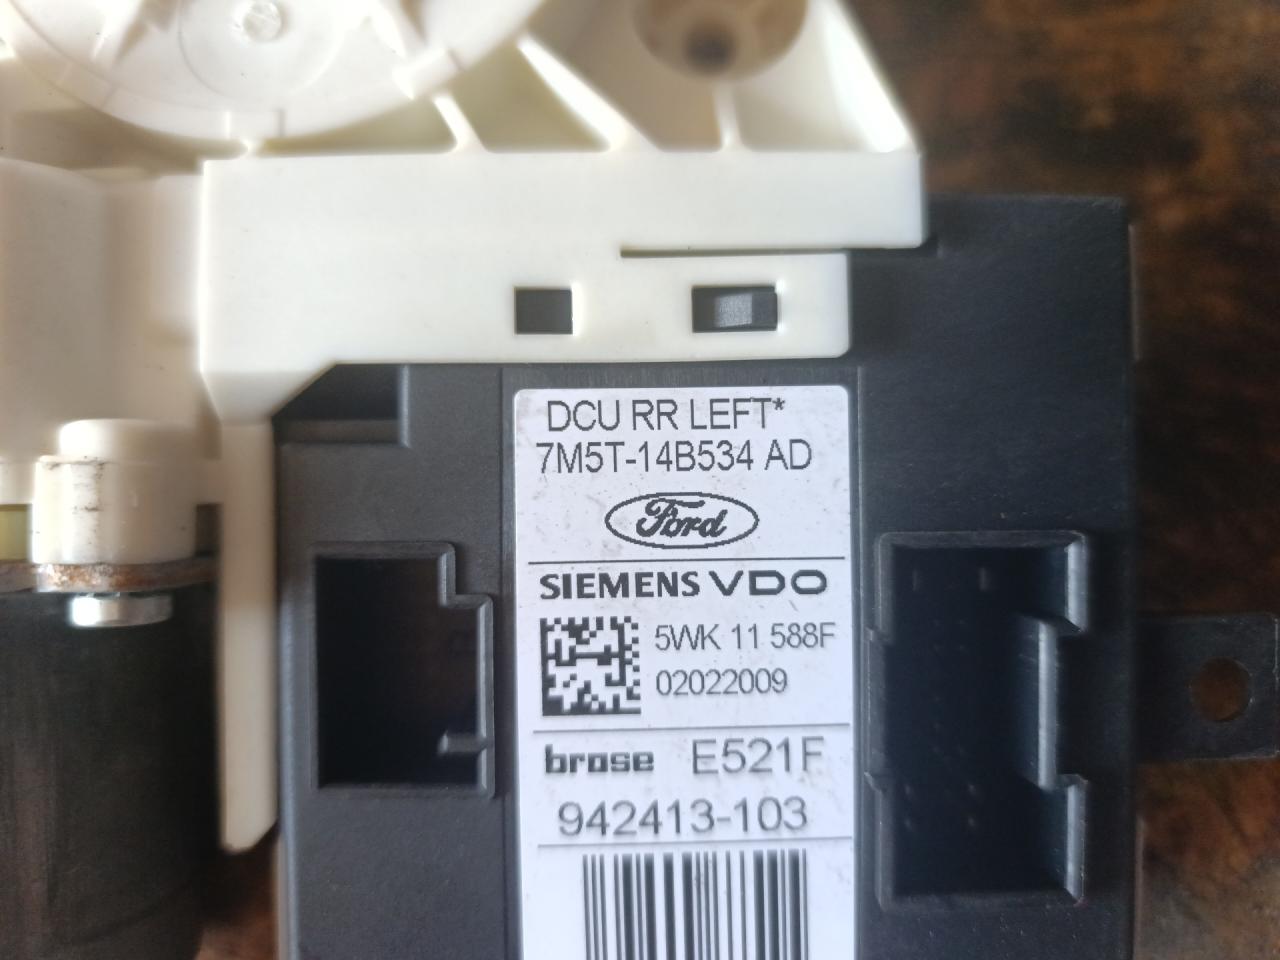 DCU RR LEFT*
7M5T-14B534 AD
Ford
SIEMENS VDO
5WK 11 588F
02022009
brose E521F
942413-103